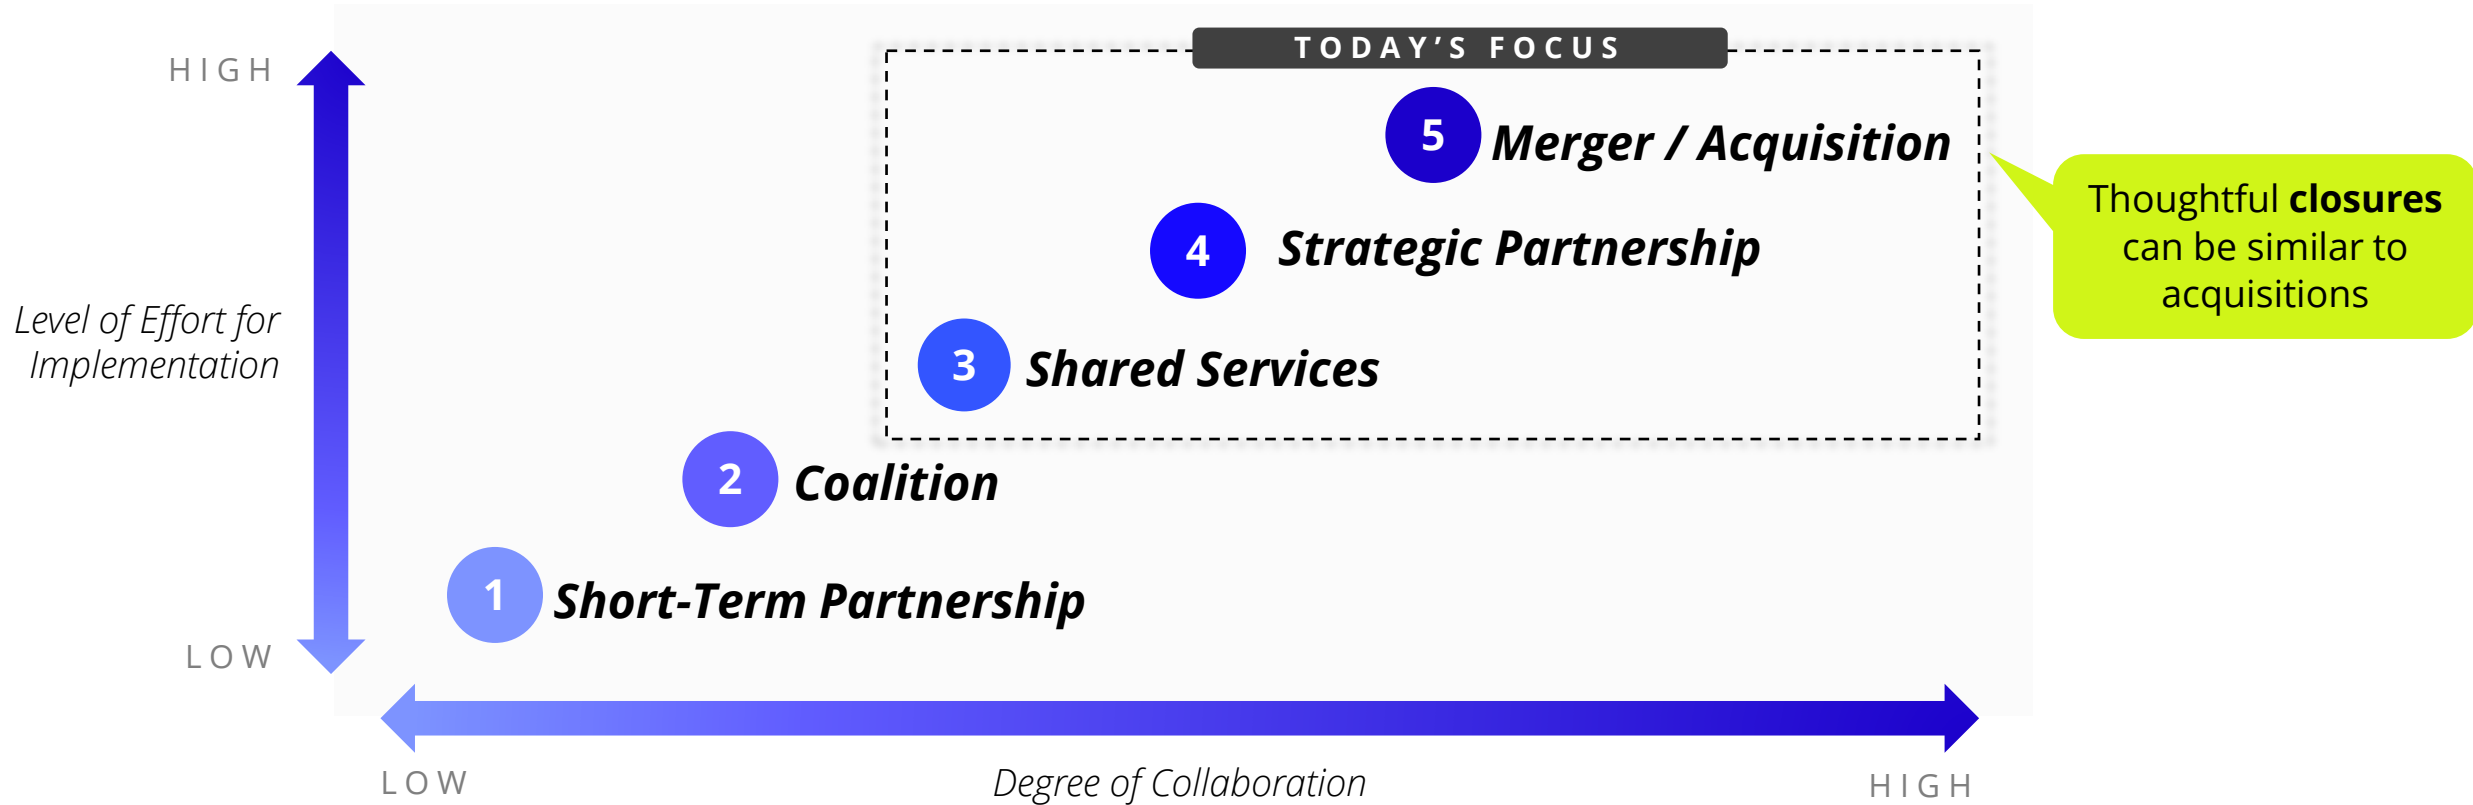 TODAY’S FOCUS
HIGH
5 Merger / Acquisition
Thoughtful closures
can be similar to
acquisitions
4 Strategic Partnership
Level of Effort for
Implementation
3 Shared Services
2 Coalition
1 Short-Term Partnership
LOW
LOW
Degree of Collaboration
HIGH